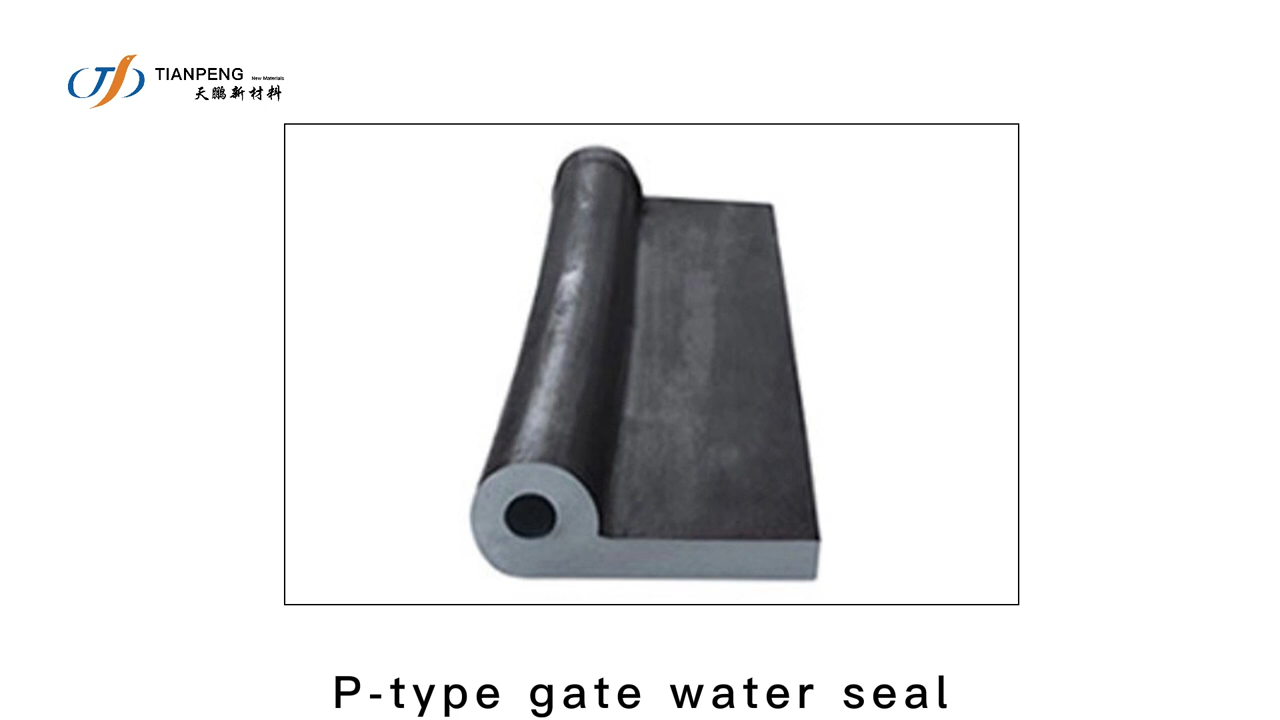 TIANPENG New Materials
天鹏新材料
P-type gate water seal